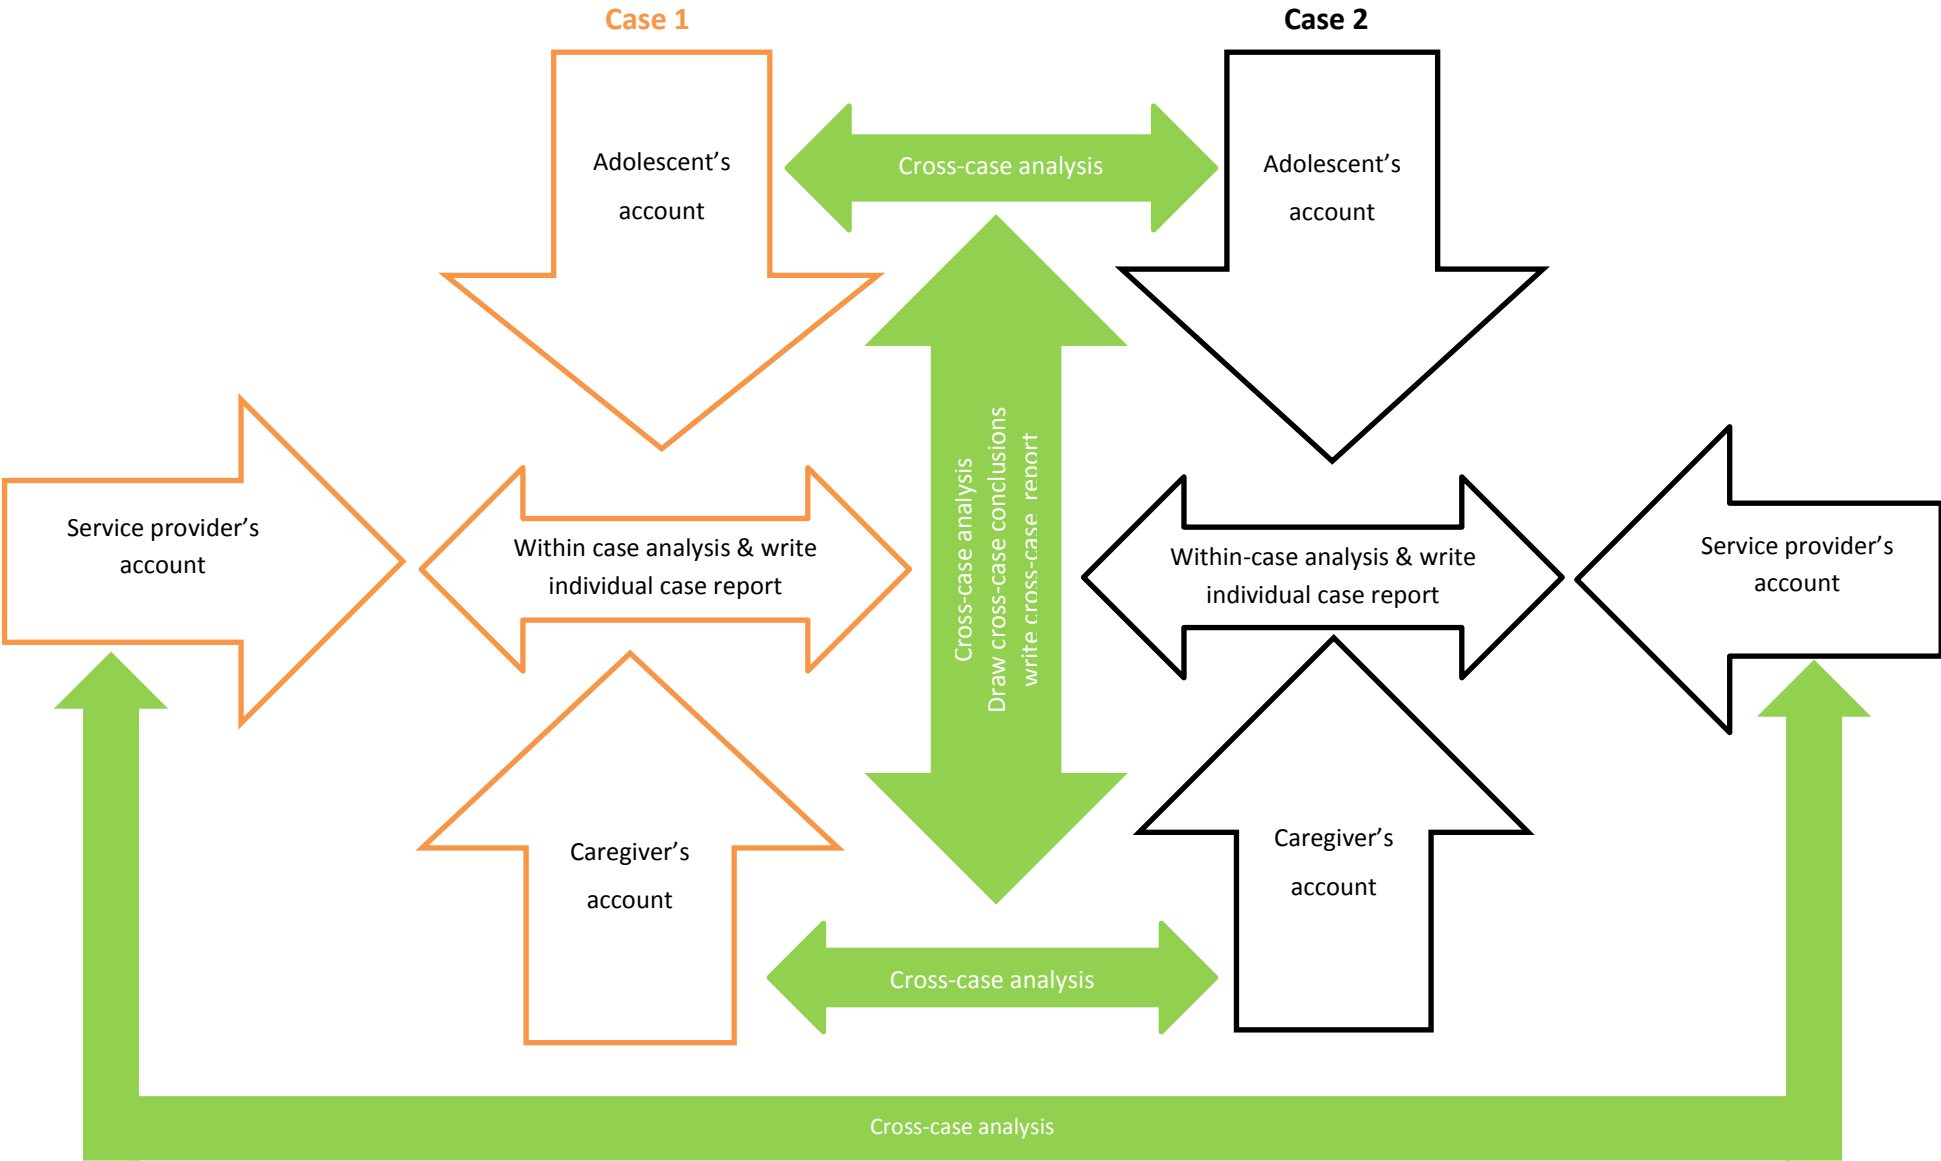 Case 1
Case 2
Adolescent’s
account
Cross-case analysis
Adolescent’s
account
Service provider’s
account
Within case analysis & write
individual case report
Cross-case analysis
Draw cross-case conclusions
write cross-case report
Within-case analysis & write
individual case report
Service provider’s
account
Caregiver’s
account
Caregiver’s
account
Cross-case analysis
Cross-case analysis